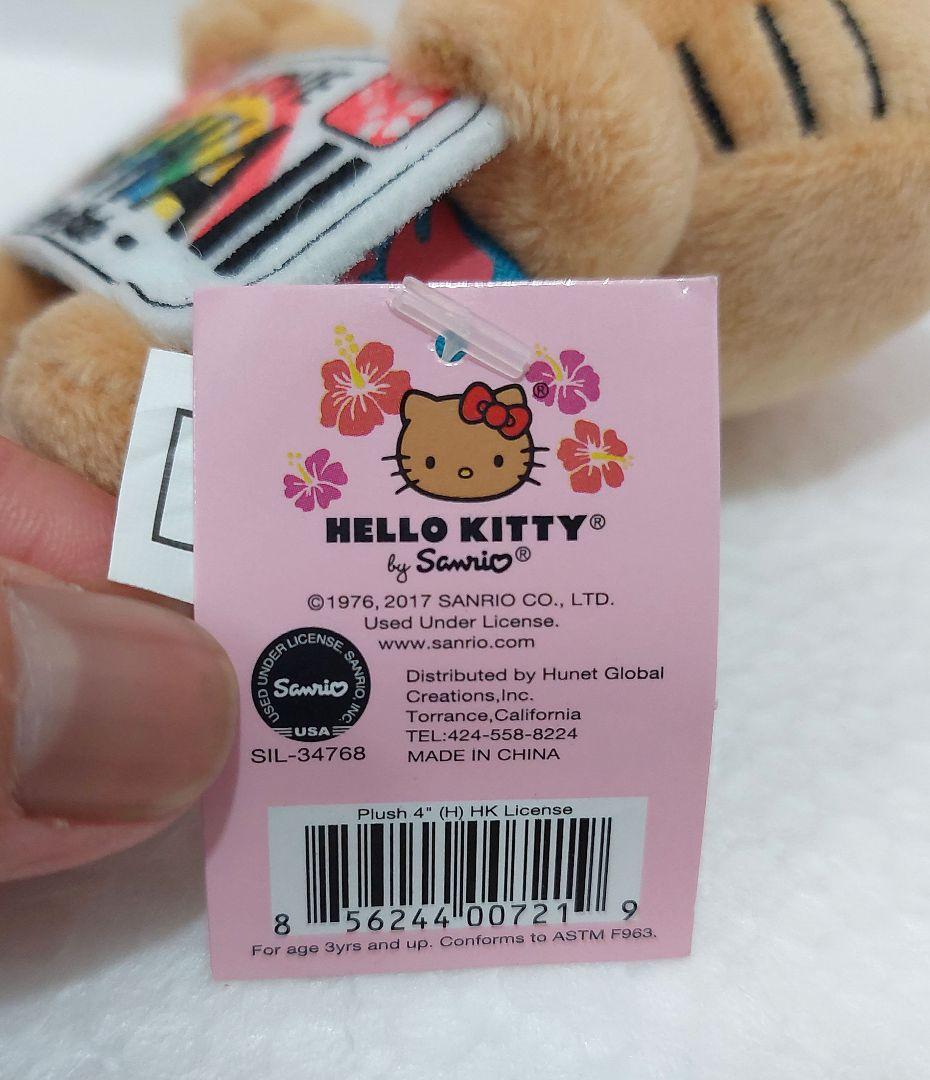 ®
HELLO KITTY®
by Sanrio®
©1976, 2017 SANRIO CO., LTD.
Used Under License.
www.sanrio.com
USED UNDER LICENSE, SANRIO, INC.
Sanrio
USA
SIL-34768
Distributed by Hunet Global
Creations,Inc.
Torrance,California
TEL:424-558-8224
MADE IN CHINA
Plush 4" (H) HK License
8 56244 00721 9
For age 3yrs and up. Conforms to ASTM F963.